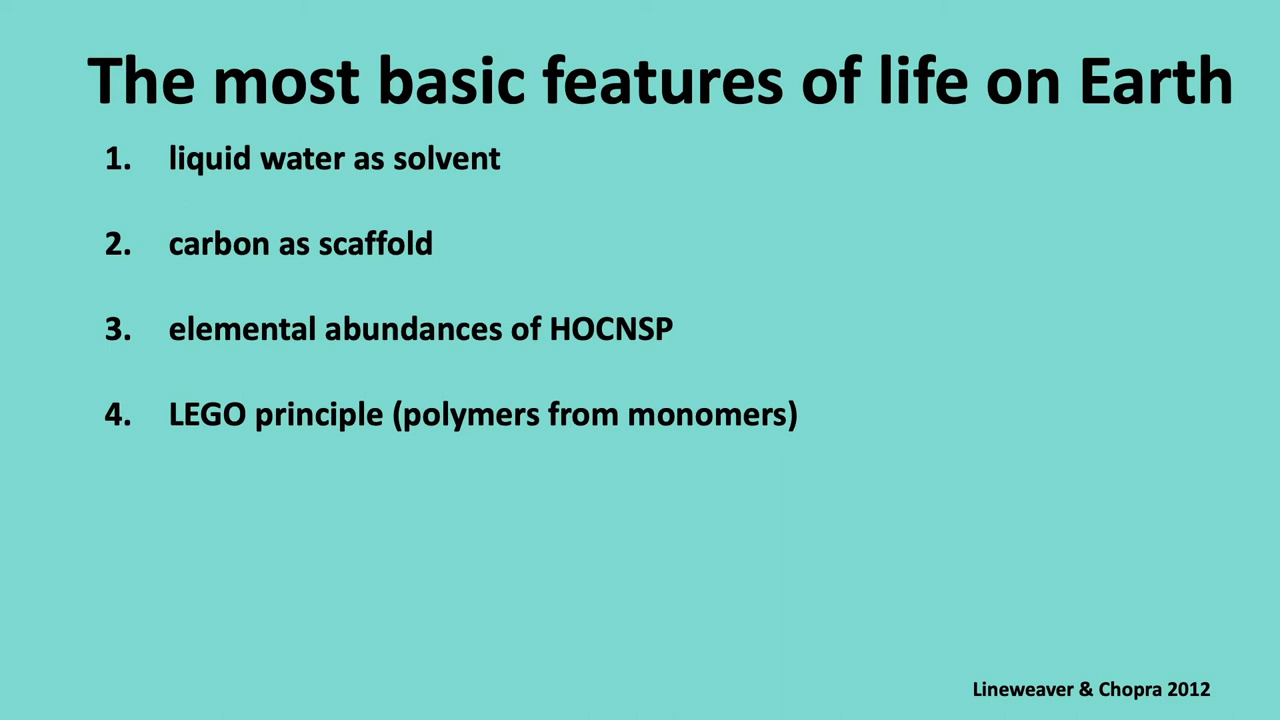 The most basic features of life on Earth
1. liquid water as solvent
2. carbon as scaffold
3. elemental abundances of HOCNSP
4. LEGO principle (polymers from monomers)
Lineweaver & Chopra 2012